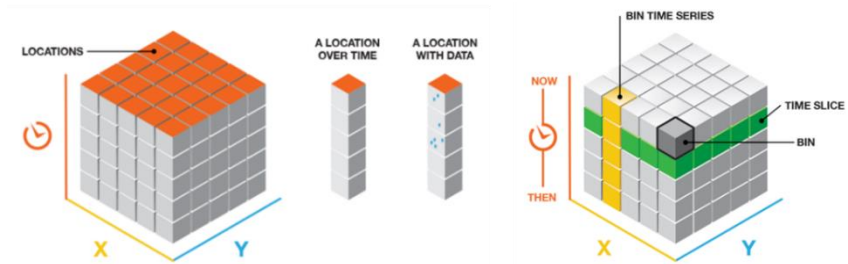 LOCATIONS
X
Y
A LOCATION
OVER TIME
A LOCATION
WITH DATA
BIN TIME SERIES
NOW
TIME SLICE
BIN
THEN
X
Y